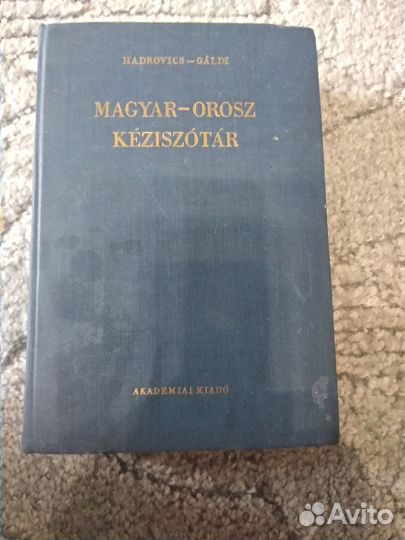 HADROVICS–GÁLDI
MAGYAR–OROSZ
KÉZISZÓTÁR
AKADÉMIAI KIADÓ
Avito